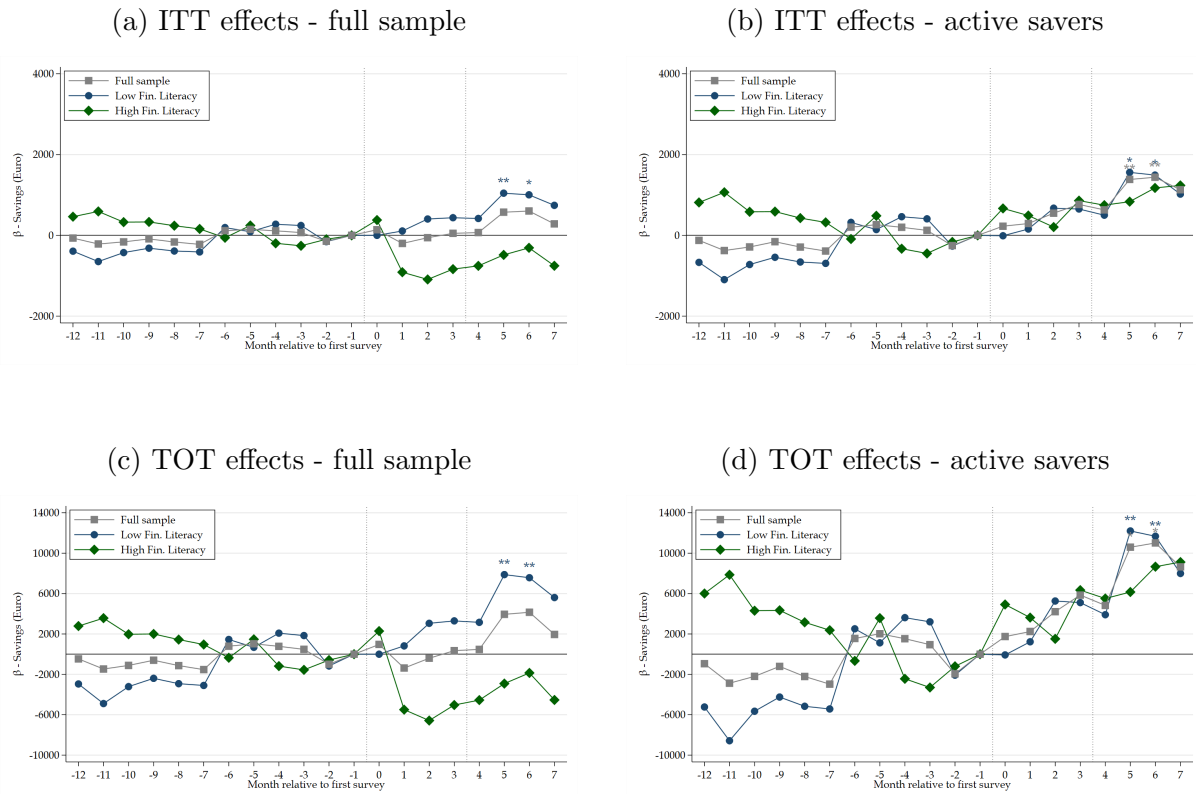 (a) ITT effects - full sample
4000
2000
0
-2000
β - Savings (Euro)
Full sample
Low Fin. Literacy
High Fin. Literacy
** *
-12 -11 -10 -9 -8 -7 -6 -5 -4 -3 -2 -1 0 1 2 3 4 5 6 7
Month relative to first survey
(b) ITT effects - active savers
4000
2000
0
-2000
β - Savings (Euro)
Full sample
Low Fin. Literacy
High Fin. Literacy
* *
** **
-12 -11 -10 -9 -8 -7 -6 -5 -4 -3 -2 -1 0 1 2 3 4 5 6 7
Month relative to first survey
(c) TOT effects - full sample
14000
10000
6000
2000
-2000
-6000
-10000
β - Savings (Euro)
Full sample
Low Fin. Literacy
High Fin. Literacy
** **
-12 -11 -10 -9 -8 -7 -6 -5 -4 -3 -2 -1 0 1 2 3 4 5 6 7
Month relative to first survey
(d) TOT effects - active savers
14000
10000
6000
2000
-2000
-6000
-10000
β - Savings (Euro)
Full sample
Low Fin. Literacy
High Fin. Literacy
** **
-12 -11 -10 -9 -8 -7 -6 -5 -4 -3 -2 -1 0 1 2 3 4 5 6 7
Month relative to first survey